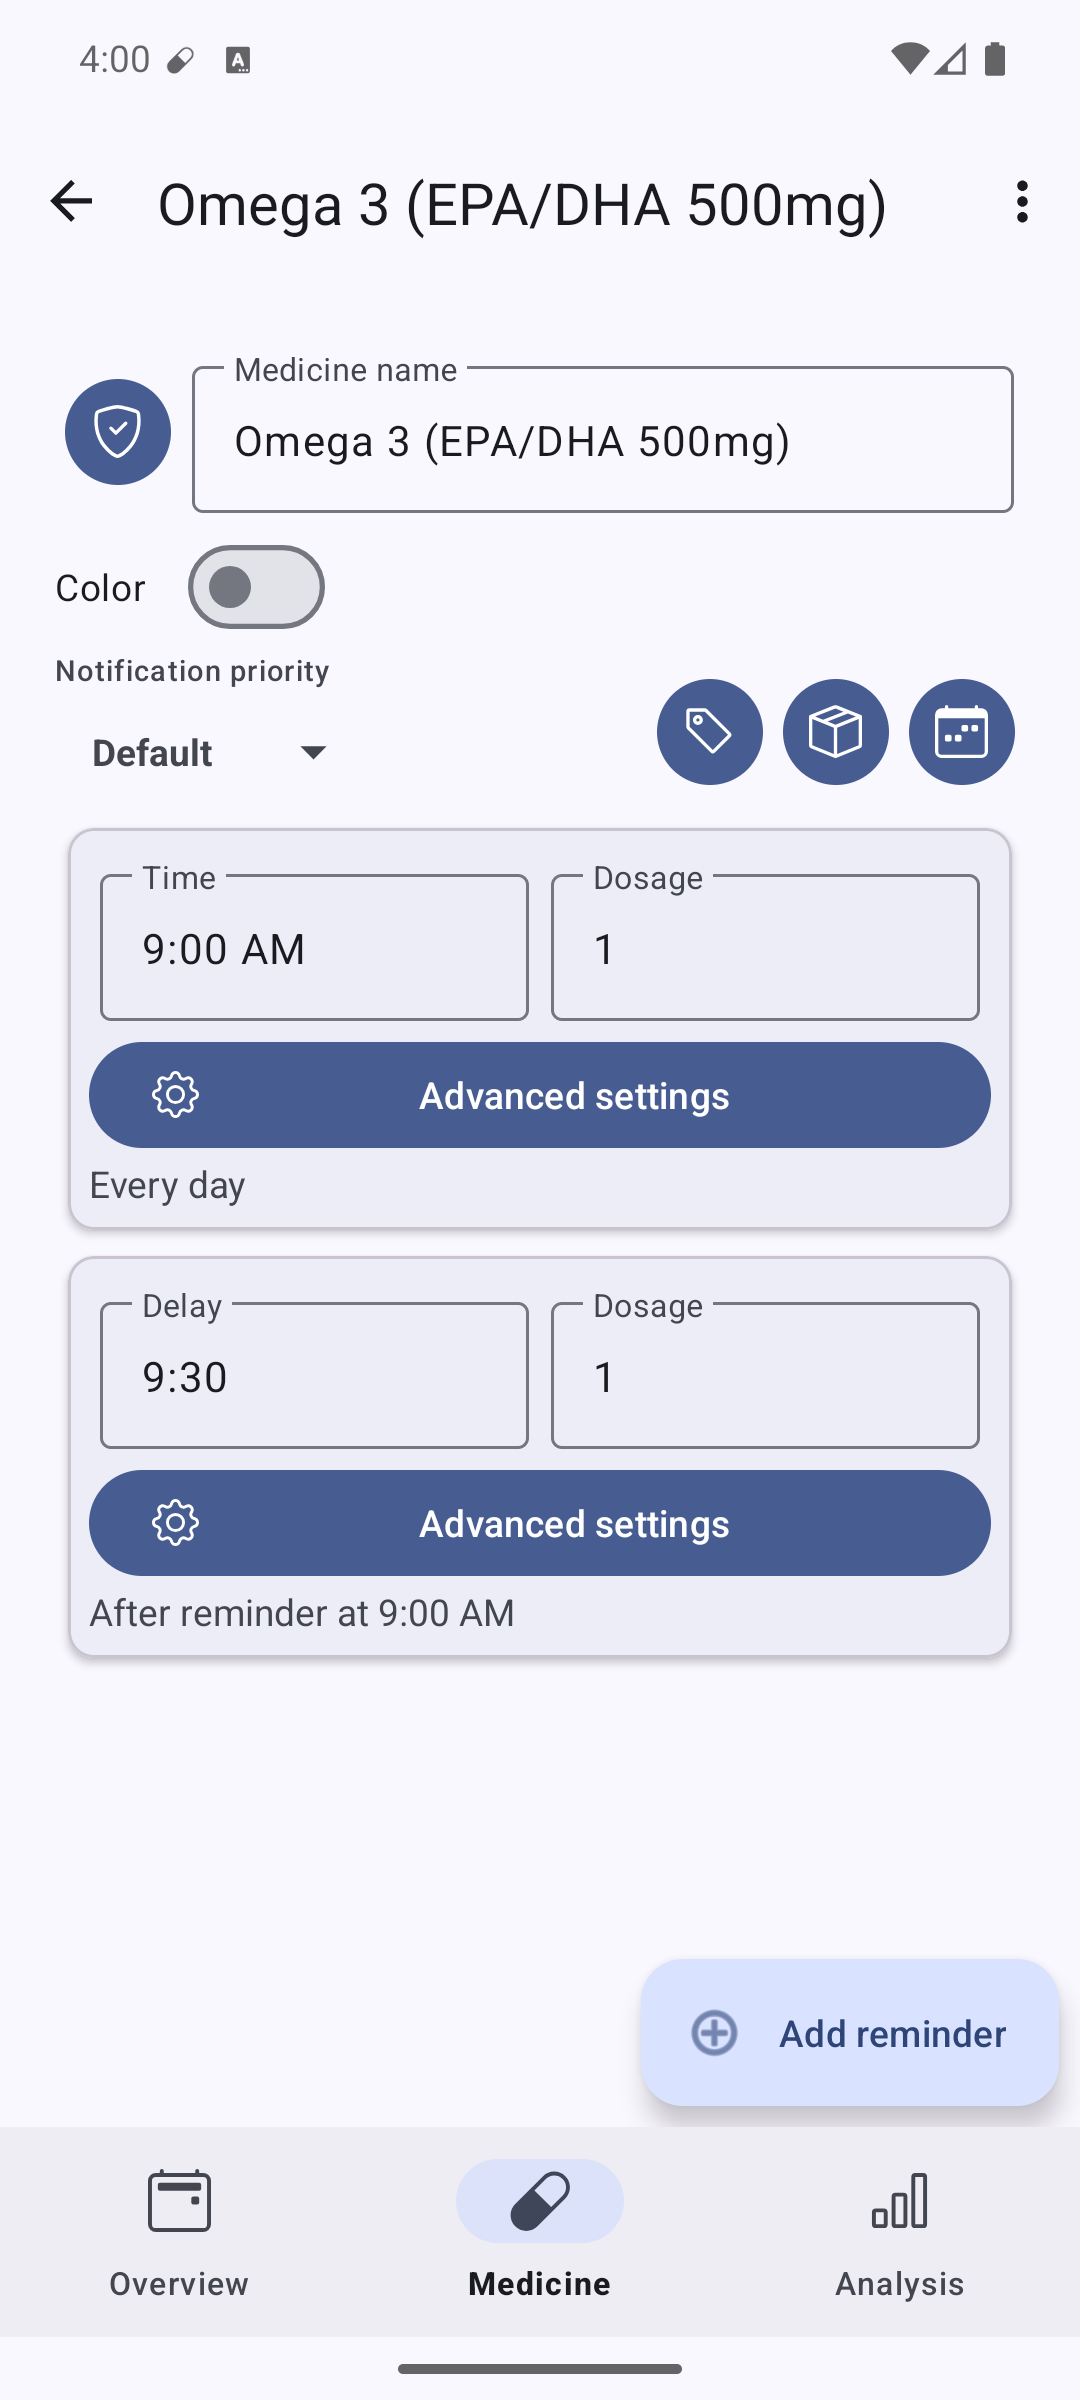 4:00
Omega 3 (EPA/DHA 500mg)
Medicine name
Omega 3 (EPA/DHA 500mg)
Color
Notification priority
Default
Time
Dosage
9:00 AM
1
Advanced settings
Every day
Delay
Dosage
9:30
1
Advanced settings
After reminder at 9:00 AM
Add reminder
Overview
Medicine
Analysis